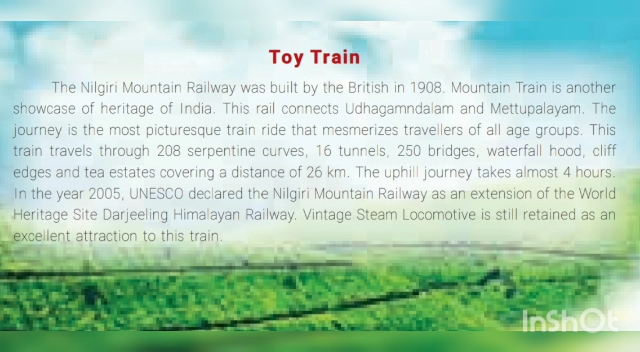 Toy Train
The Nilgiri Mountain Railway was built by the British in 1908. Mountain Train is another
showcase of heritage of India. This rail connects Udhagamndalam and Mettupalayam. The
journey is the most picturesque train ride that mesmerizes travellers of all age groups. This
train travels through 208 serpentine curves, 16 tunnels, 250 bridges, waterfall hood, cliff
edges and tea estates covering a distance of 26 km. The uphill journey takes almost 4 hours.
In the year 2005, UNESCO declared the Nilgiri Mountain Railway as an extension of the World
Heritage Site Darjeeling Himalayan Railway. Vintage Steam Locomotive is still retained as an
excellent attraction to this train.
InShOt